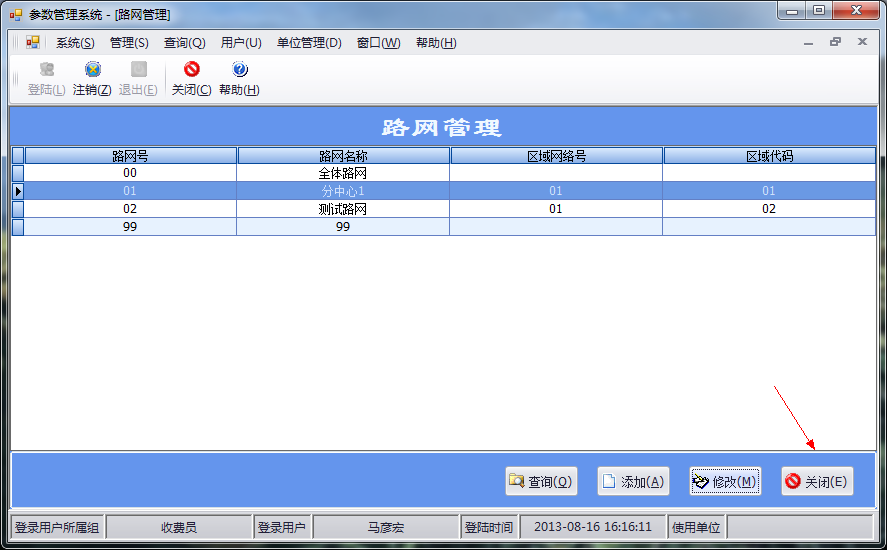 参数管理系统 - [路网管理]
系统(S) 管理(S) 查询(Q) 用户(U) 单位管理(D) 窗口(W) 帮助(H)
登陆(L) 注销(Z) 退出(E) 关闭(C) 帮助(H)
路网管理
路网号 路网名称 区域网络号 区域代码
00 全体路网
01 分中心1 01 01
02 测试路网 01 02
99 99
查询(Q) 添加(A) 修改(M) 关闭(E)
登录用户所属组 收费员 登录用户 马彦宏 登陆时间 2013-08-16 16:16:11 使用单位